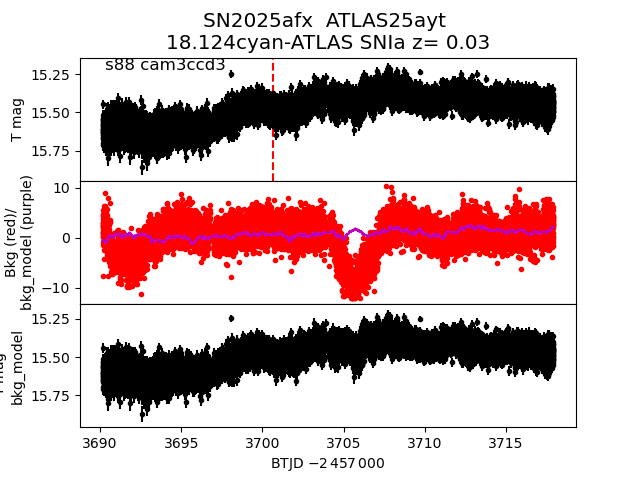 SN2025afx  ATLAS25ayt
18.124cyan-ATLAS SNIa z= 0.03
s88 cam3ccd3
15.25
15.50
15.75
T mag
10
0
−10
Bkg (red)/
bkg_model (purple)
15.25
15.50
15.75
mag
bkg_model
3690
3695
3700
3705
3710
3715
BTJD −2 457 000